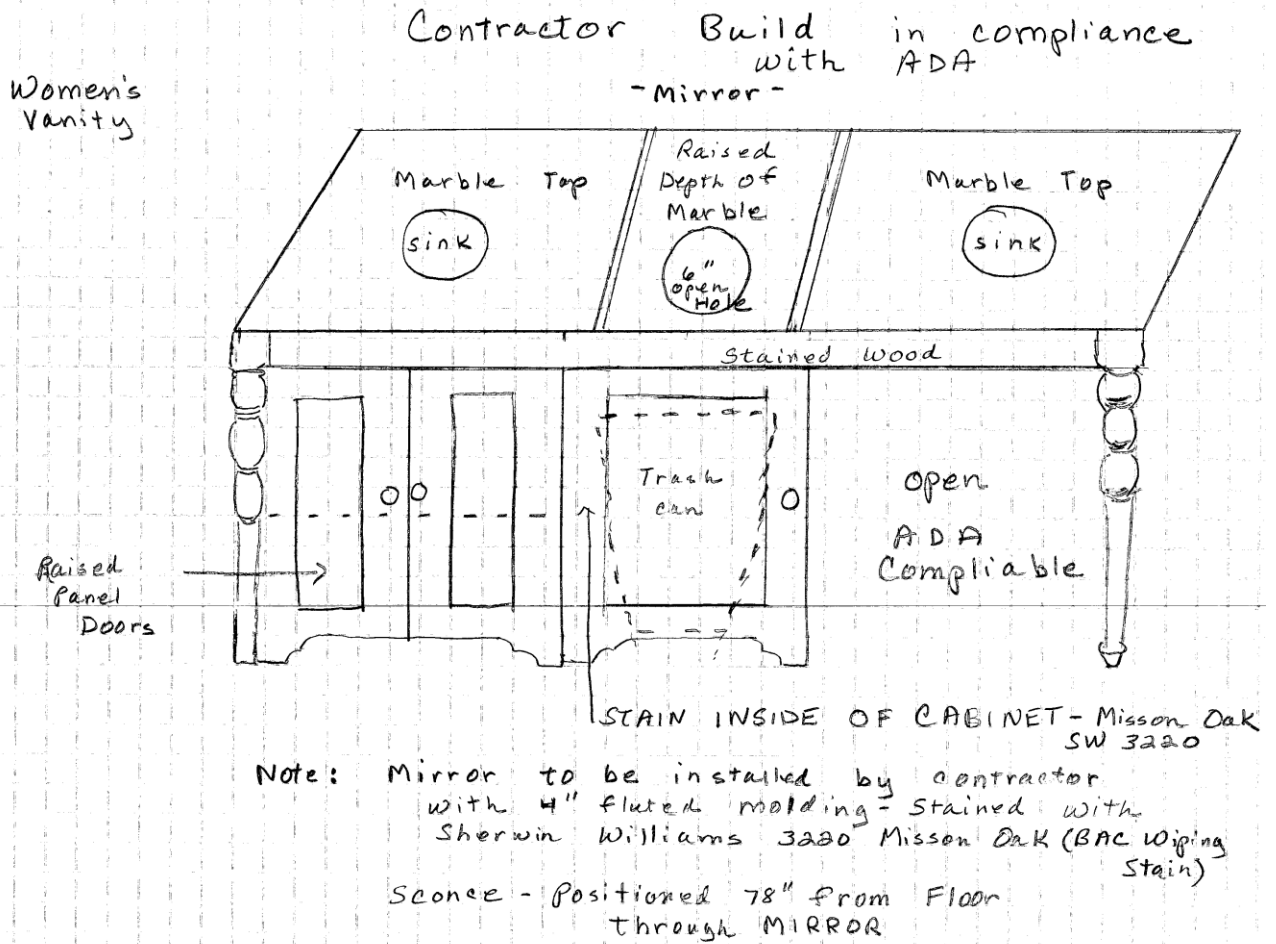 Contractor Build in compliance
with ADA
Women's
Vanity
- Mirror -
Marble Top
sink
Raised
Depth of
Marble
6"
open
Hole
Marble Top
sink
Stained wood
Trash
can
open
ADA
Compliable
Raised
Panel
Doors
STAIN INSIDE OF CABINET - Misson Oak
SW 3220
Note: Mirror to be installed by contractor
with 4" fluted molding - Stained with
Sherwin Williams 3220 Misson Oak (BAC Wiping
Stain)
Sconce - Positioned 78" from Floor
through MIRROR